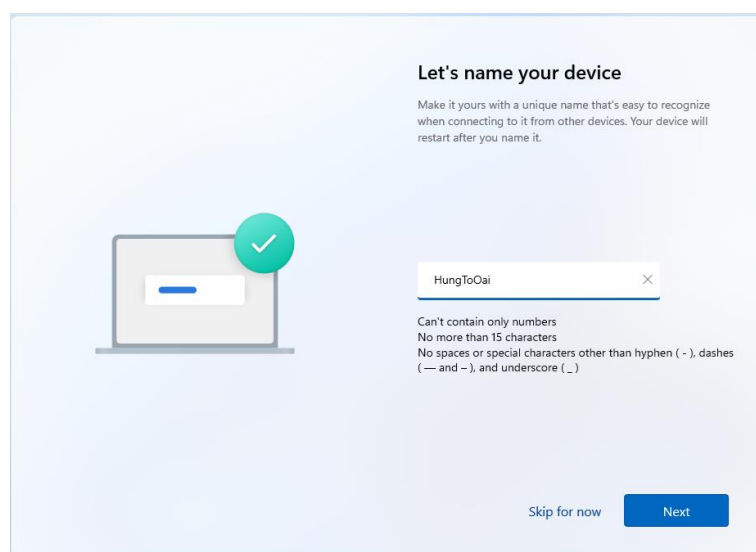 Let's name your device
Make it yours with a unique name that's easy to recognize
when connecting to it from other devices. Your device will
restart after you name it.
HungToOai
Can't contain only numbers
No more than 15 characters
No spaces or special characters other than hyphen ( - ), dashes
( — and – ), and underscore ( _ )
Skip for now
Next